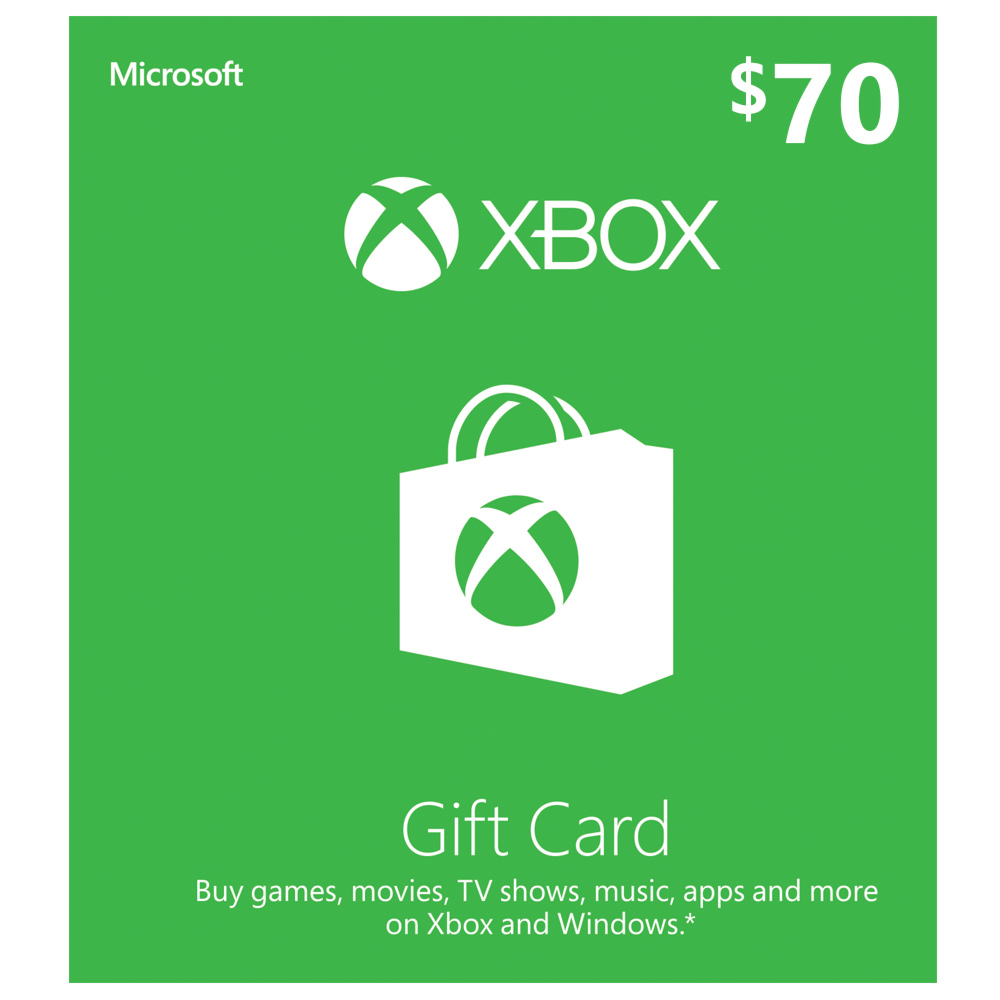 Microsoft
$70
XBOX
Gift Card
Buy games, movies, TV shows, music, apps and more
on Xbox and Windows.*